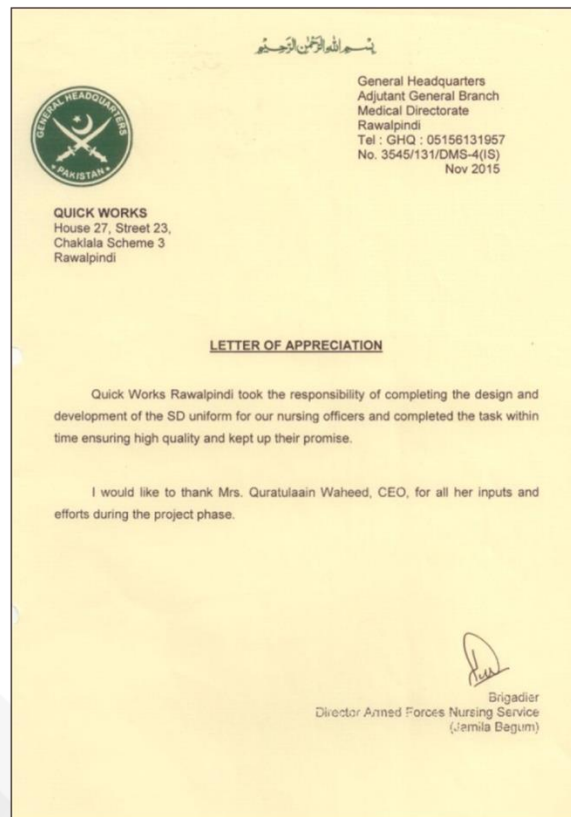 بسم الله الرحمن الرحيم
General Headquarters
Adjutant General Branch
Medical Directorate
Rawalpindi
Tel : GHQ : 05156131957
No. 3545/131/DMS-4(IS)
Nov 2015
GENERAL HEADQUARTERS
PAKISTAN
QUICK WORKS
House 27, Street 23,
Chaklala Scheme 3
Rawalpindi
LETTER OF APPRECIATION
Quick Works Rawalpindi took the responsibility of completing the design and
development of the SD uniform for our nursing officers and completed the task within
time ensuring high quality and kept up their promise.
I would like to thank Mrs. Quratulaain Waheed, CEO, for all her inputs and
efforts during the project phase.
Brigadier
Director Armed Forces Nursing Service
(Jamila Begum)